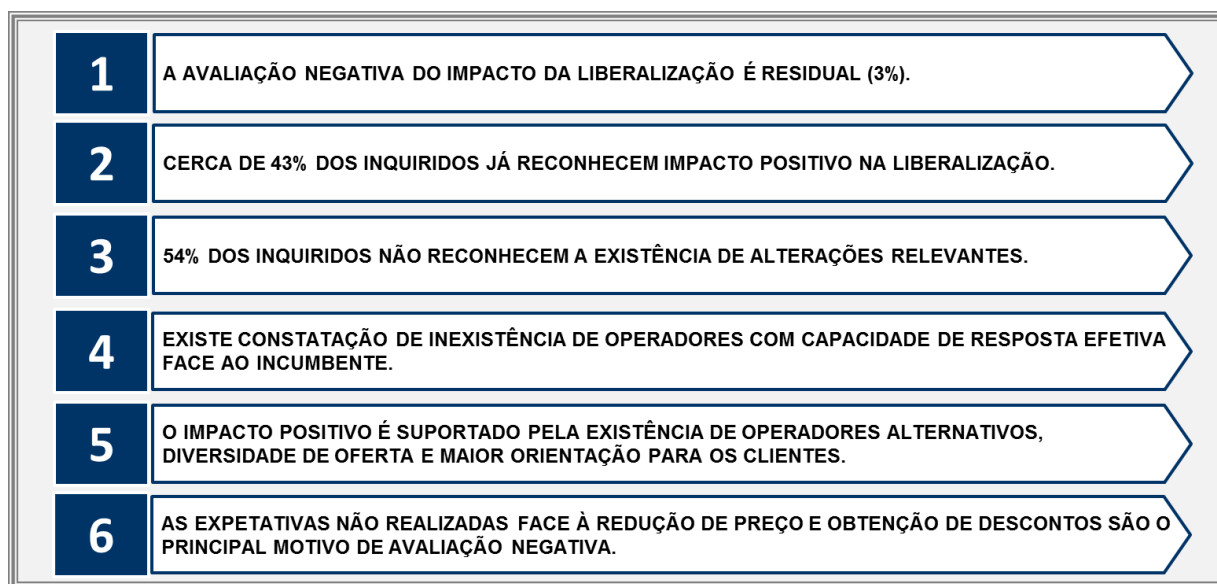 1
A AVALIAÇÃO NEGATIVA DO IMPACTO DA LIBERALIZAÇÃO É RESIDUAL (3%).
2
CERCA DE 43% DOS INQUIRIDOS JÁ RECONHECEM IMPACTO POSITIVO NA LIBERALIZAÇÃO.
3
54% DOS INQUIRIDOS NÃO RECONHECEM A EXISTÊNCIA DE ALTERAÇÕES RELEVANTES.
4
EXISTE CONSTATAÇÃO DE INEXISTÊNCIA DE OPERADORES COM CAPACIDADE DE RESPOSTA EFETIVA
FACE AO INCUMBENTE.
5
O IMPACTO POSITIVO É SUPORTADO PELA EXISTÊNCIA DE OPERADORES ALTERNATIVOS,
DIVERSIDADE DE OFERTA E MAIOR ORIENTAÇÃO PARA OS CLIENTES.
6
AS EXPETATIVAS NÃO REALIZADAS FACE À REDUÇÃO DE PREÇO E OBTENÇÃO DE DESCONTOS SÃO O
PRINCIPAL MOTIVO DE AVALIAÇÃO NEGATIVA.